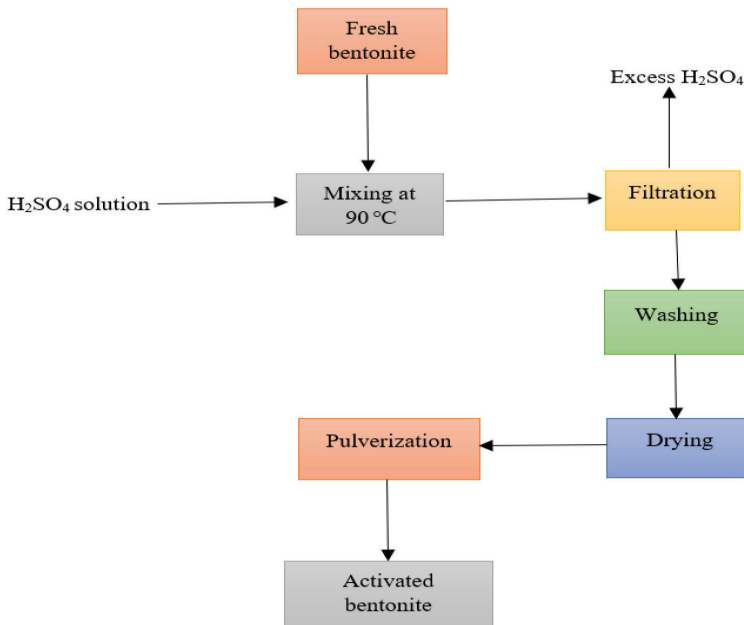 Fresh
bentonite
Excess H₂SO₄
H₂SO₄ solution
Mixing at
90 °C
Filtration
Washing
Pulverization
Drying
Activated
bentonite